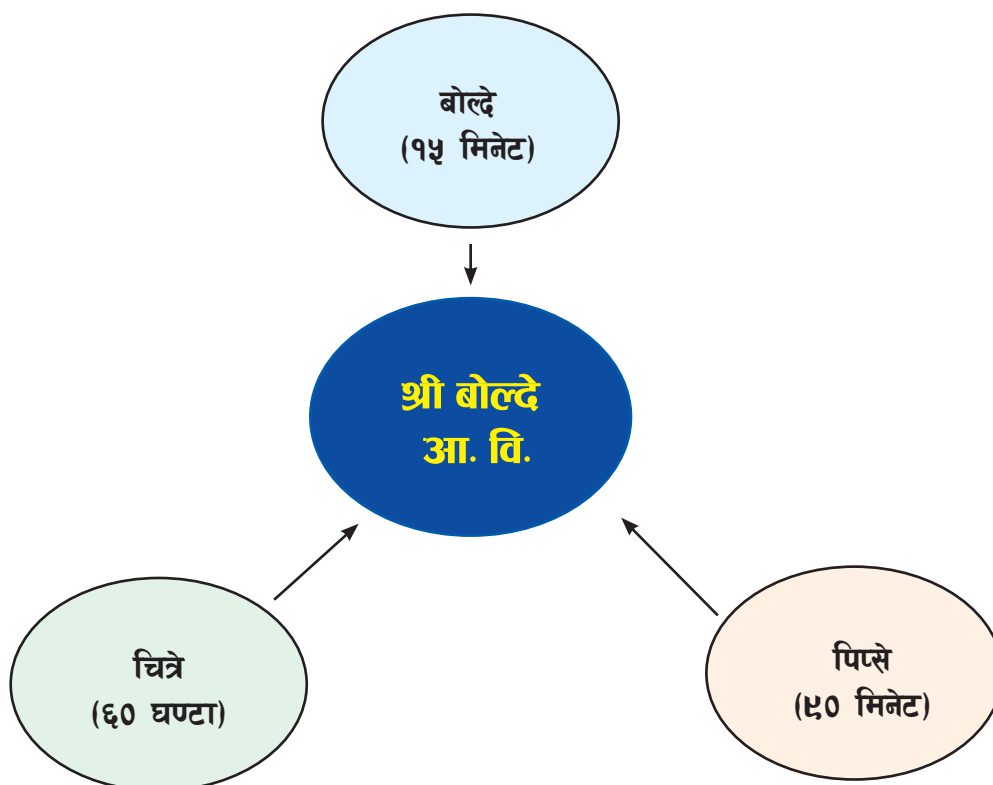 बोल्दे
(१५ मिनेट)
श्री बोल्दे
आ. वि.
चित्रे
(६० घण्टा)
पिप्से
(९० मिनेट)